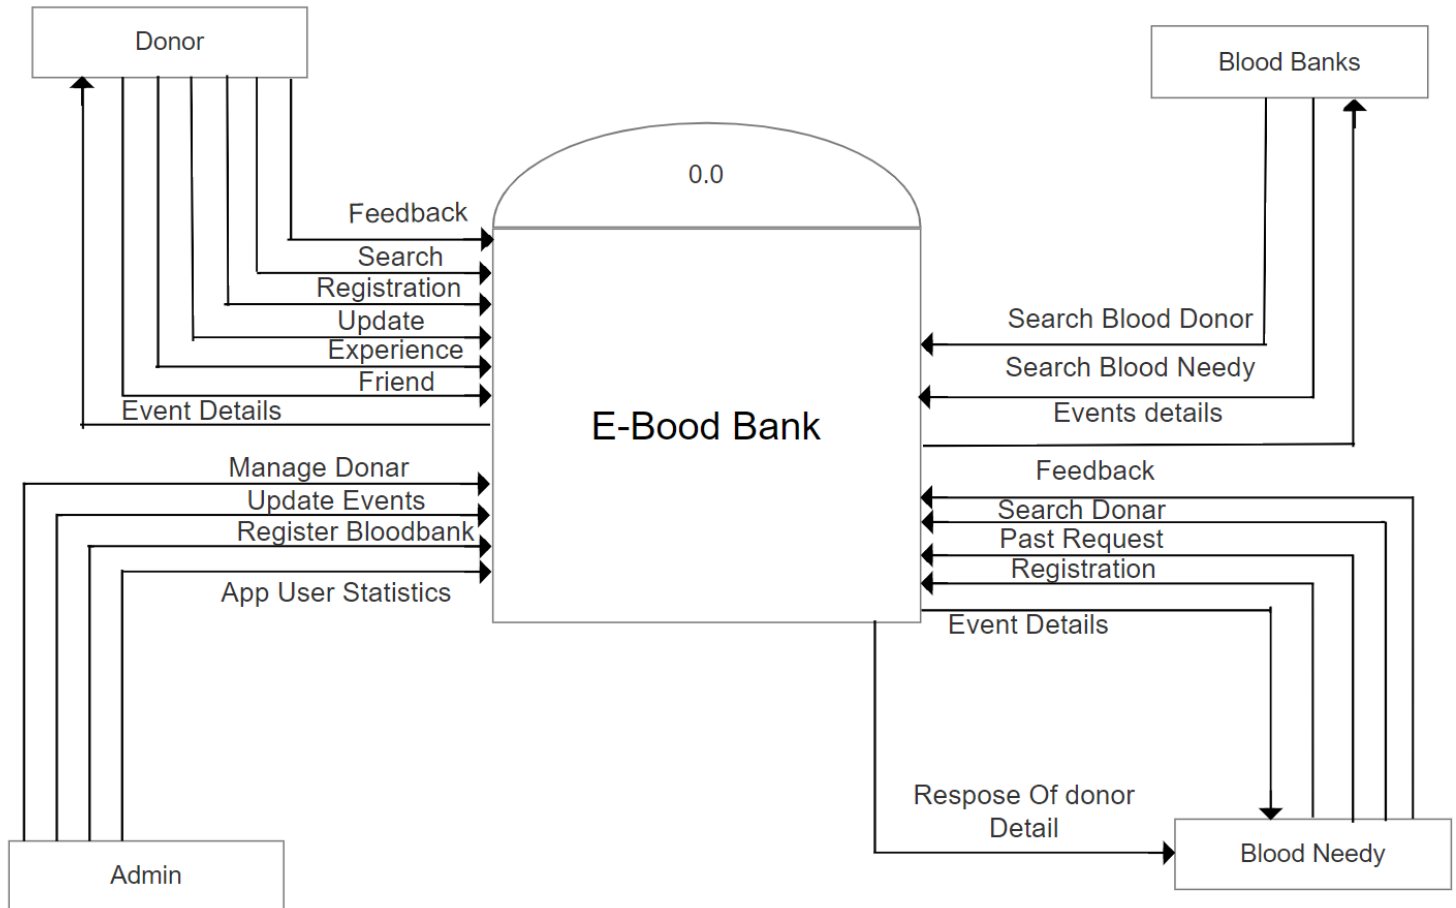 Donor
Blood Banks
0.0
Feedback
Search
Registration
Update
Experience
Friend
Event Details
Search Blood Donor
Search Blood Needy
Events details
E-Bood Bank
Manage Donar
Update Events
Register Bloodbank
App User Statistics
Feedback
Search Donar
Past Request
Registration
Event Details
Respose Of donor
Detail
Admin
Blood Needy